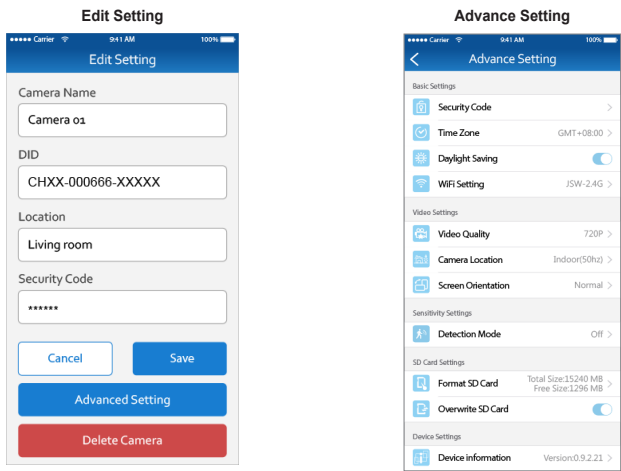 Edit Setting
Carrier 9:41 AM 100%
Edit Setting
Camera Name
Camera 01
DID
CHXX-000666-XXXXX
Location
Living room
Security Code
******
Cancel Save
Advanced Setting
Delete Camera
Advance Setting
Carrier 9:41 AM 100%
Advance Setting
Basic Settings
Security Code
Time Zone GMT+08:00
Daylight Saving
WiFi Setting JSW-2.4G
Video Settings
Video Quality 720P
Camera Location Indoor(50hz)
Screen Orientation Normal
Sensitivity Settings
Detection Mode Off
SD Card Settings
Format SD Card Total Size:15240 MB
Free Size:1296 MB
Overwrite SD Card
Device Settings
Device information Version:0.9.2.21